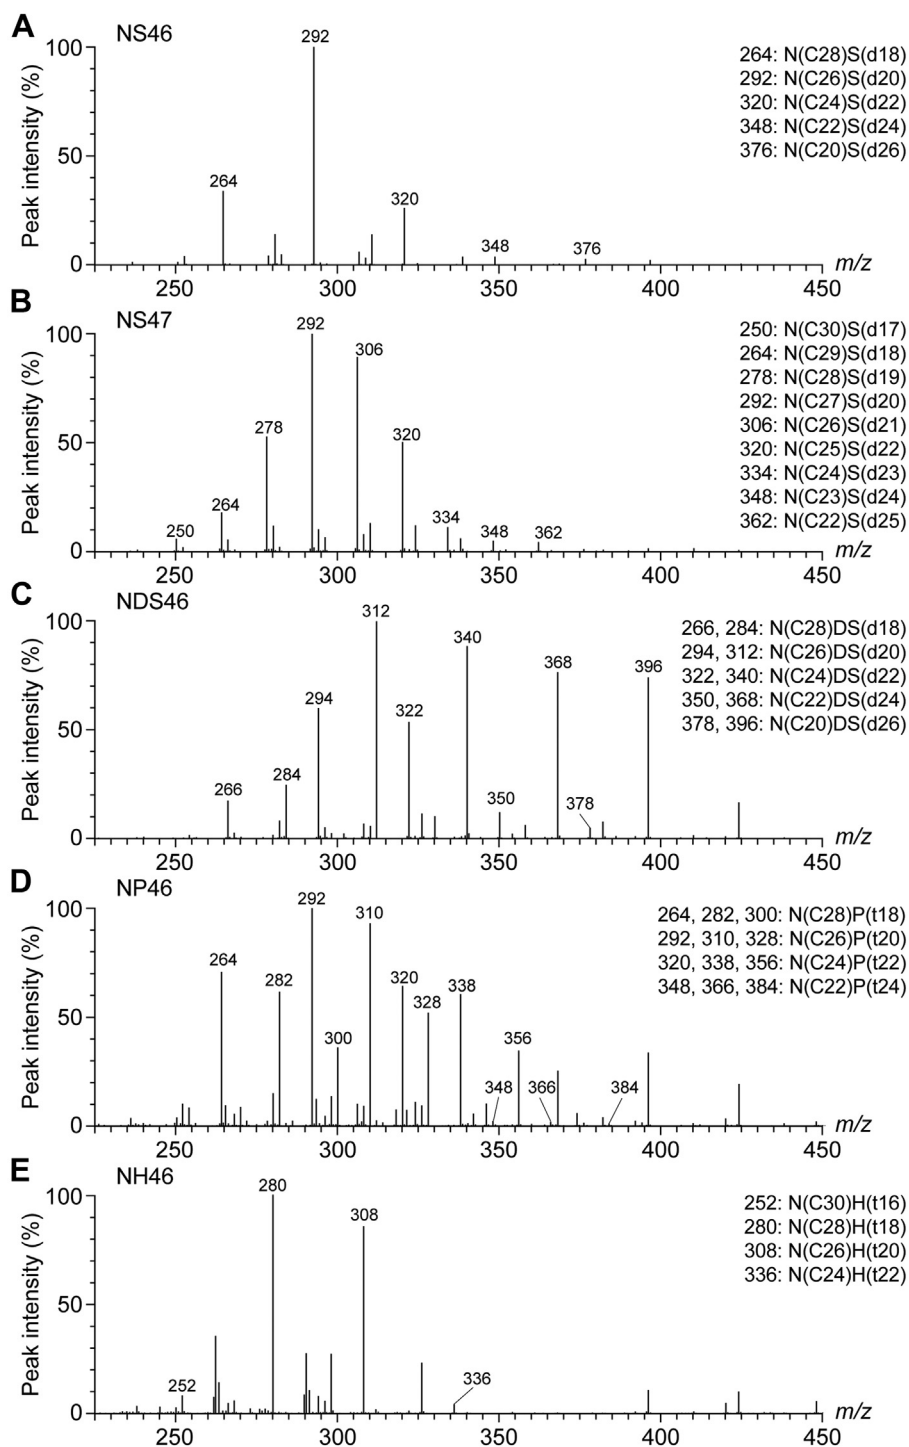 A
NS46
Peak intensity (%)
100
50
0
264
292
320
348
376
264: N(C28)S(d18)
292: N(C26)S(d20)
320: N(C24)S(d22)
348: N(C22)S(d24)
376: N(C20)S(d26)
250
300
350
400
450
m/z
B
NS47
Peak intensity (%)
100
50
0
250
264
278
292
306
320
334
348
362
250: N(C30)S(d17)
264: N(C29)S(d18)
278: N(C28)S(d19)
292: N(C27)S(d20)
306: N(C26)S(d21)
320: N(C25)S(d22)
334: N(C24)S(d23)
348: N(C23)S(d24)
362: N(C22)S(d25)
250
300
350
400
450
m/z
C
NDS46
Peak intensity (%)
100
50
0
266
284
294
312
322
340
350
368
378
396
266, 284: N(C28)DS(d18)
294, 312: N(C26)DS(d20)
322, 340: N(C24)DS(d22)
350, 368: N(C22)DS(d24)
378, 396: N(C20)DS(d26)
250
300
350
400
450
m/z
D
NP46
Peak intensity (%)
100
50
0
264
282
292
300
310
320
328
338
348
356
366
384
264, 282, 300: N(C28)P(t18)
292, 310, 328: N(C26)P(t20)
320, 338, 356: N(C24)P(t22)
348, 366, 384: N(C22)P(t24)
250
300
350
400
450
m/z
E
NH46
Peak intensity (%)
100
50
0
252
280
308
336
252: N(C30)H(t16)
280: N(C28)H(t18)
308: N(C26)H(t20)
336: N(C24)H(t22)
250
300
350
400
450
m/z